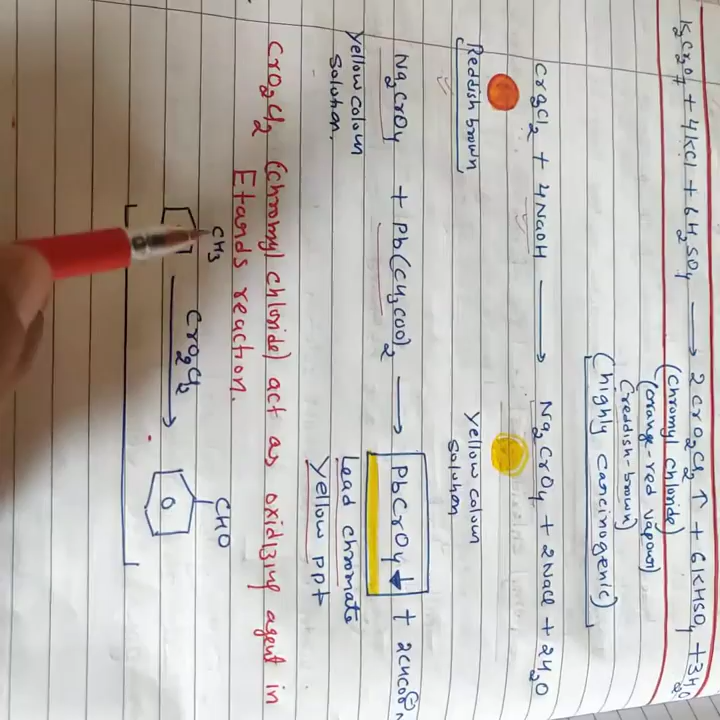 K₂Cr₂O₇ + 4KCl + 6H₂SO₄ ⟶ 2CrO₂Cl₂↑ + 6KHSO₄ + 3H₂O
(chromyl chloride)
(orange-red vapour)
(reddish-brown)
(highly carcinogenic)
CrO₂Cl₂ + 4NaOH ⟶ Na₂CrO₄ + 2NaCl + 2H₂O
Reddish brown
Yellow colour solution
Na₂CrO₄ + Pb(CH₃COO)₂ ⟶ PbCrO₄↓ + 2CH₃COO
Yellow colour solution.
Lead chromate
Yellow ppt
CrO₂Cl₂ (chromyl chloride) act as oxidizing agent in
Etards reaction.
CH₃ CrO₂Cl₂ ⟶ CHO